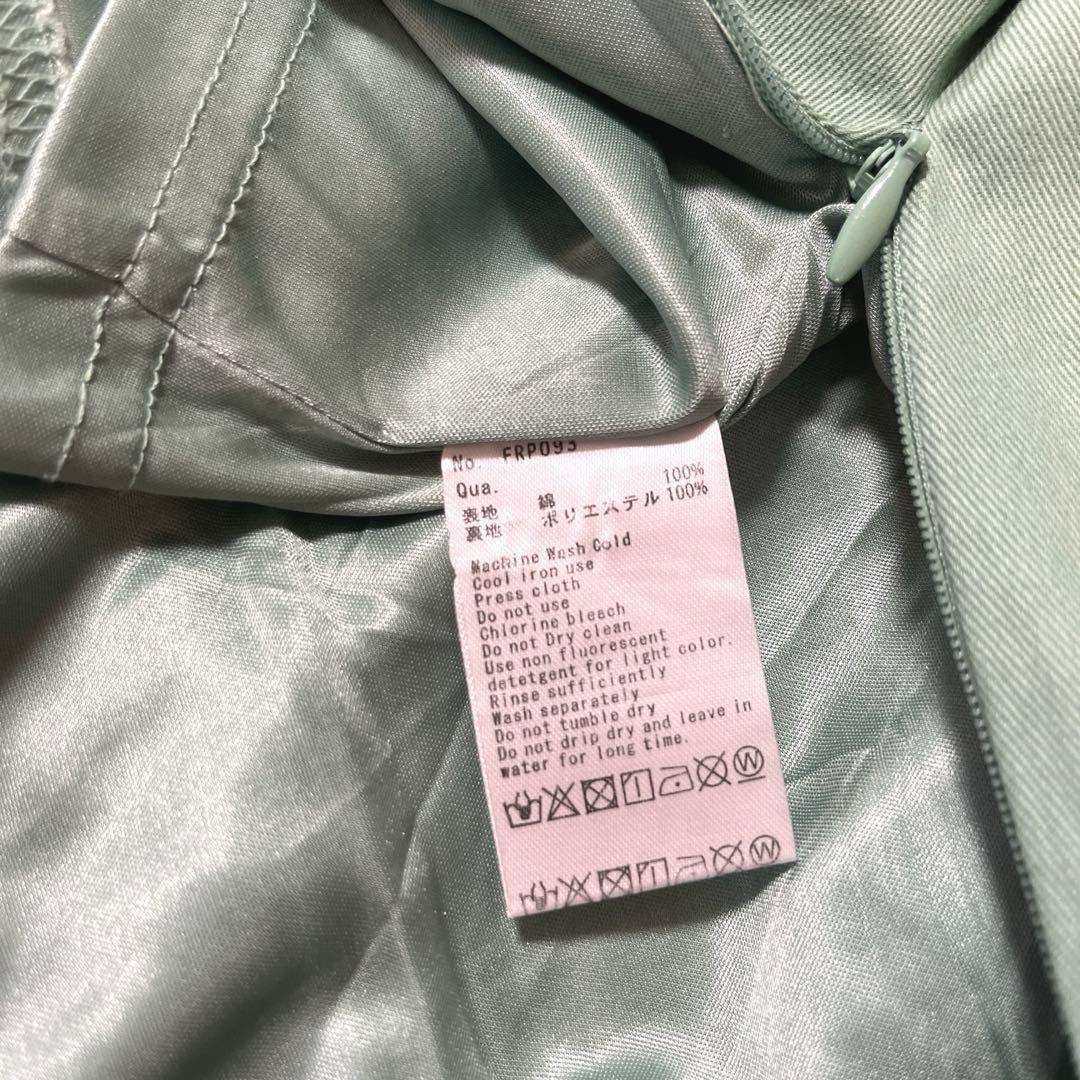 No. FRP093
Qua.
表地 綿 100%
裏地 ポリエステル 100%
Machine Wash Cold
Cool iron use
Press cloth
Do not use
Chlorine bleach
Do not Dry clean
Use non fluorescent
detetgent for light color.
Rinse sufficiently
Wash separately
Do not tumble dry
Do not drip dry and leave in
water for long time.
W
W